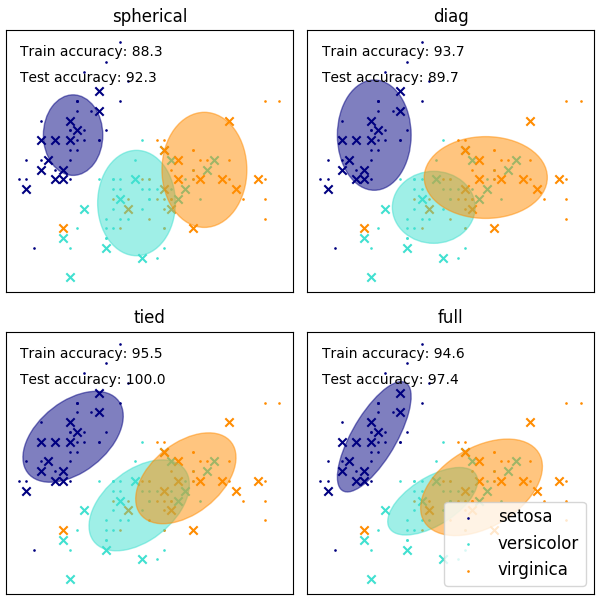 spherical
Train accuracy: 88.3
Test accuracy: 92.3
diag
Train accuracy: 93.7
Test accuracy: 89.7
tied
Train accuracy: 95.5
Test accuracy: 100.0
full
Train accuracy: 94.6
Test accuracy: 97.4
setosa
versicolor
virginica